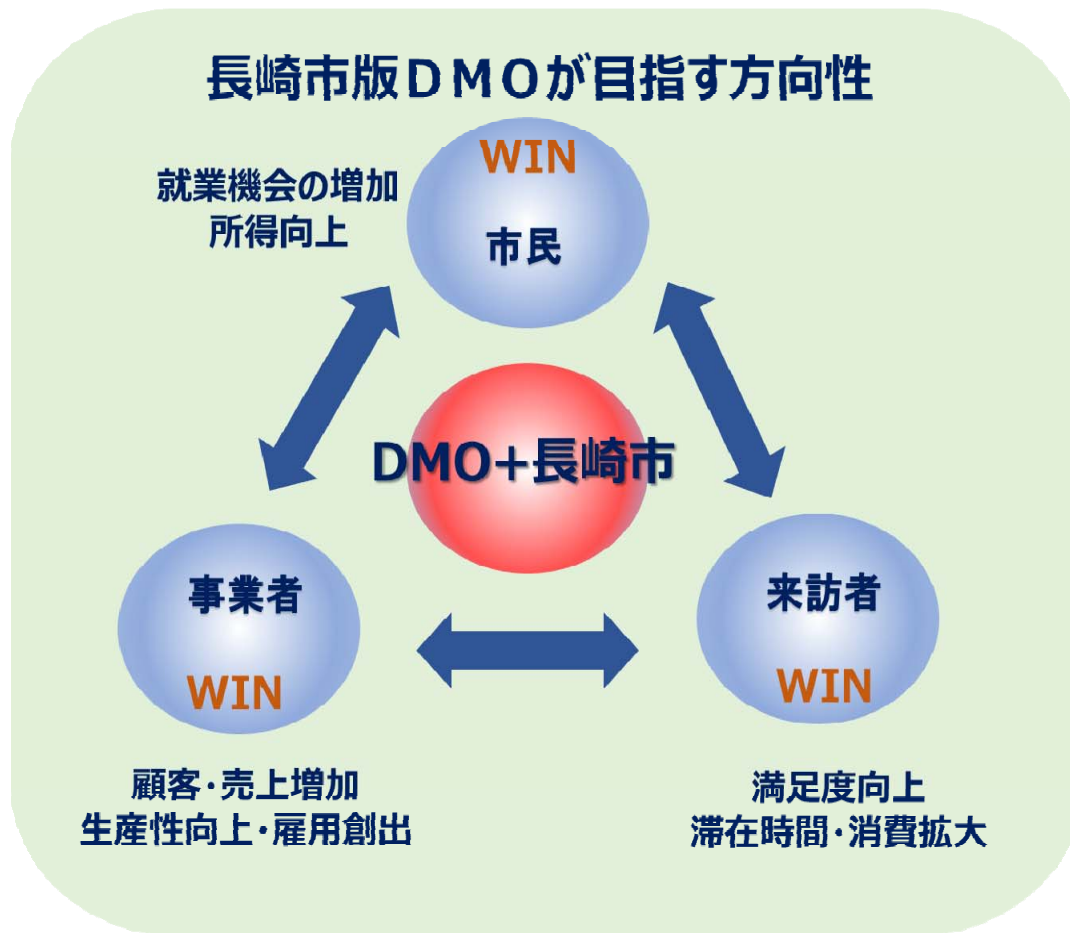 長崎市版DMOが目指す方向性
WIN
就業機会の増加
所得向上
市民
DMO+長崎市
事業者
WIN
来訪者
WIN
顧客・売上増加
生産性向上・雇用創出
満足度向上
滞在時間・消費拡大